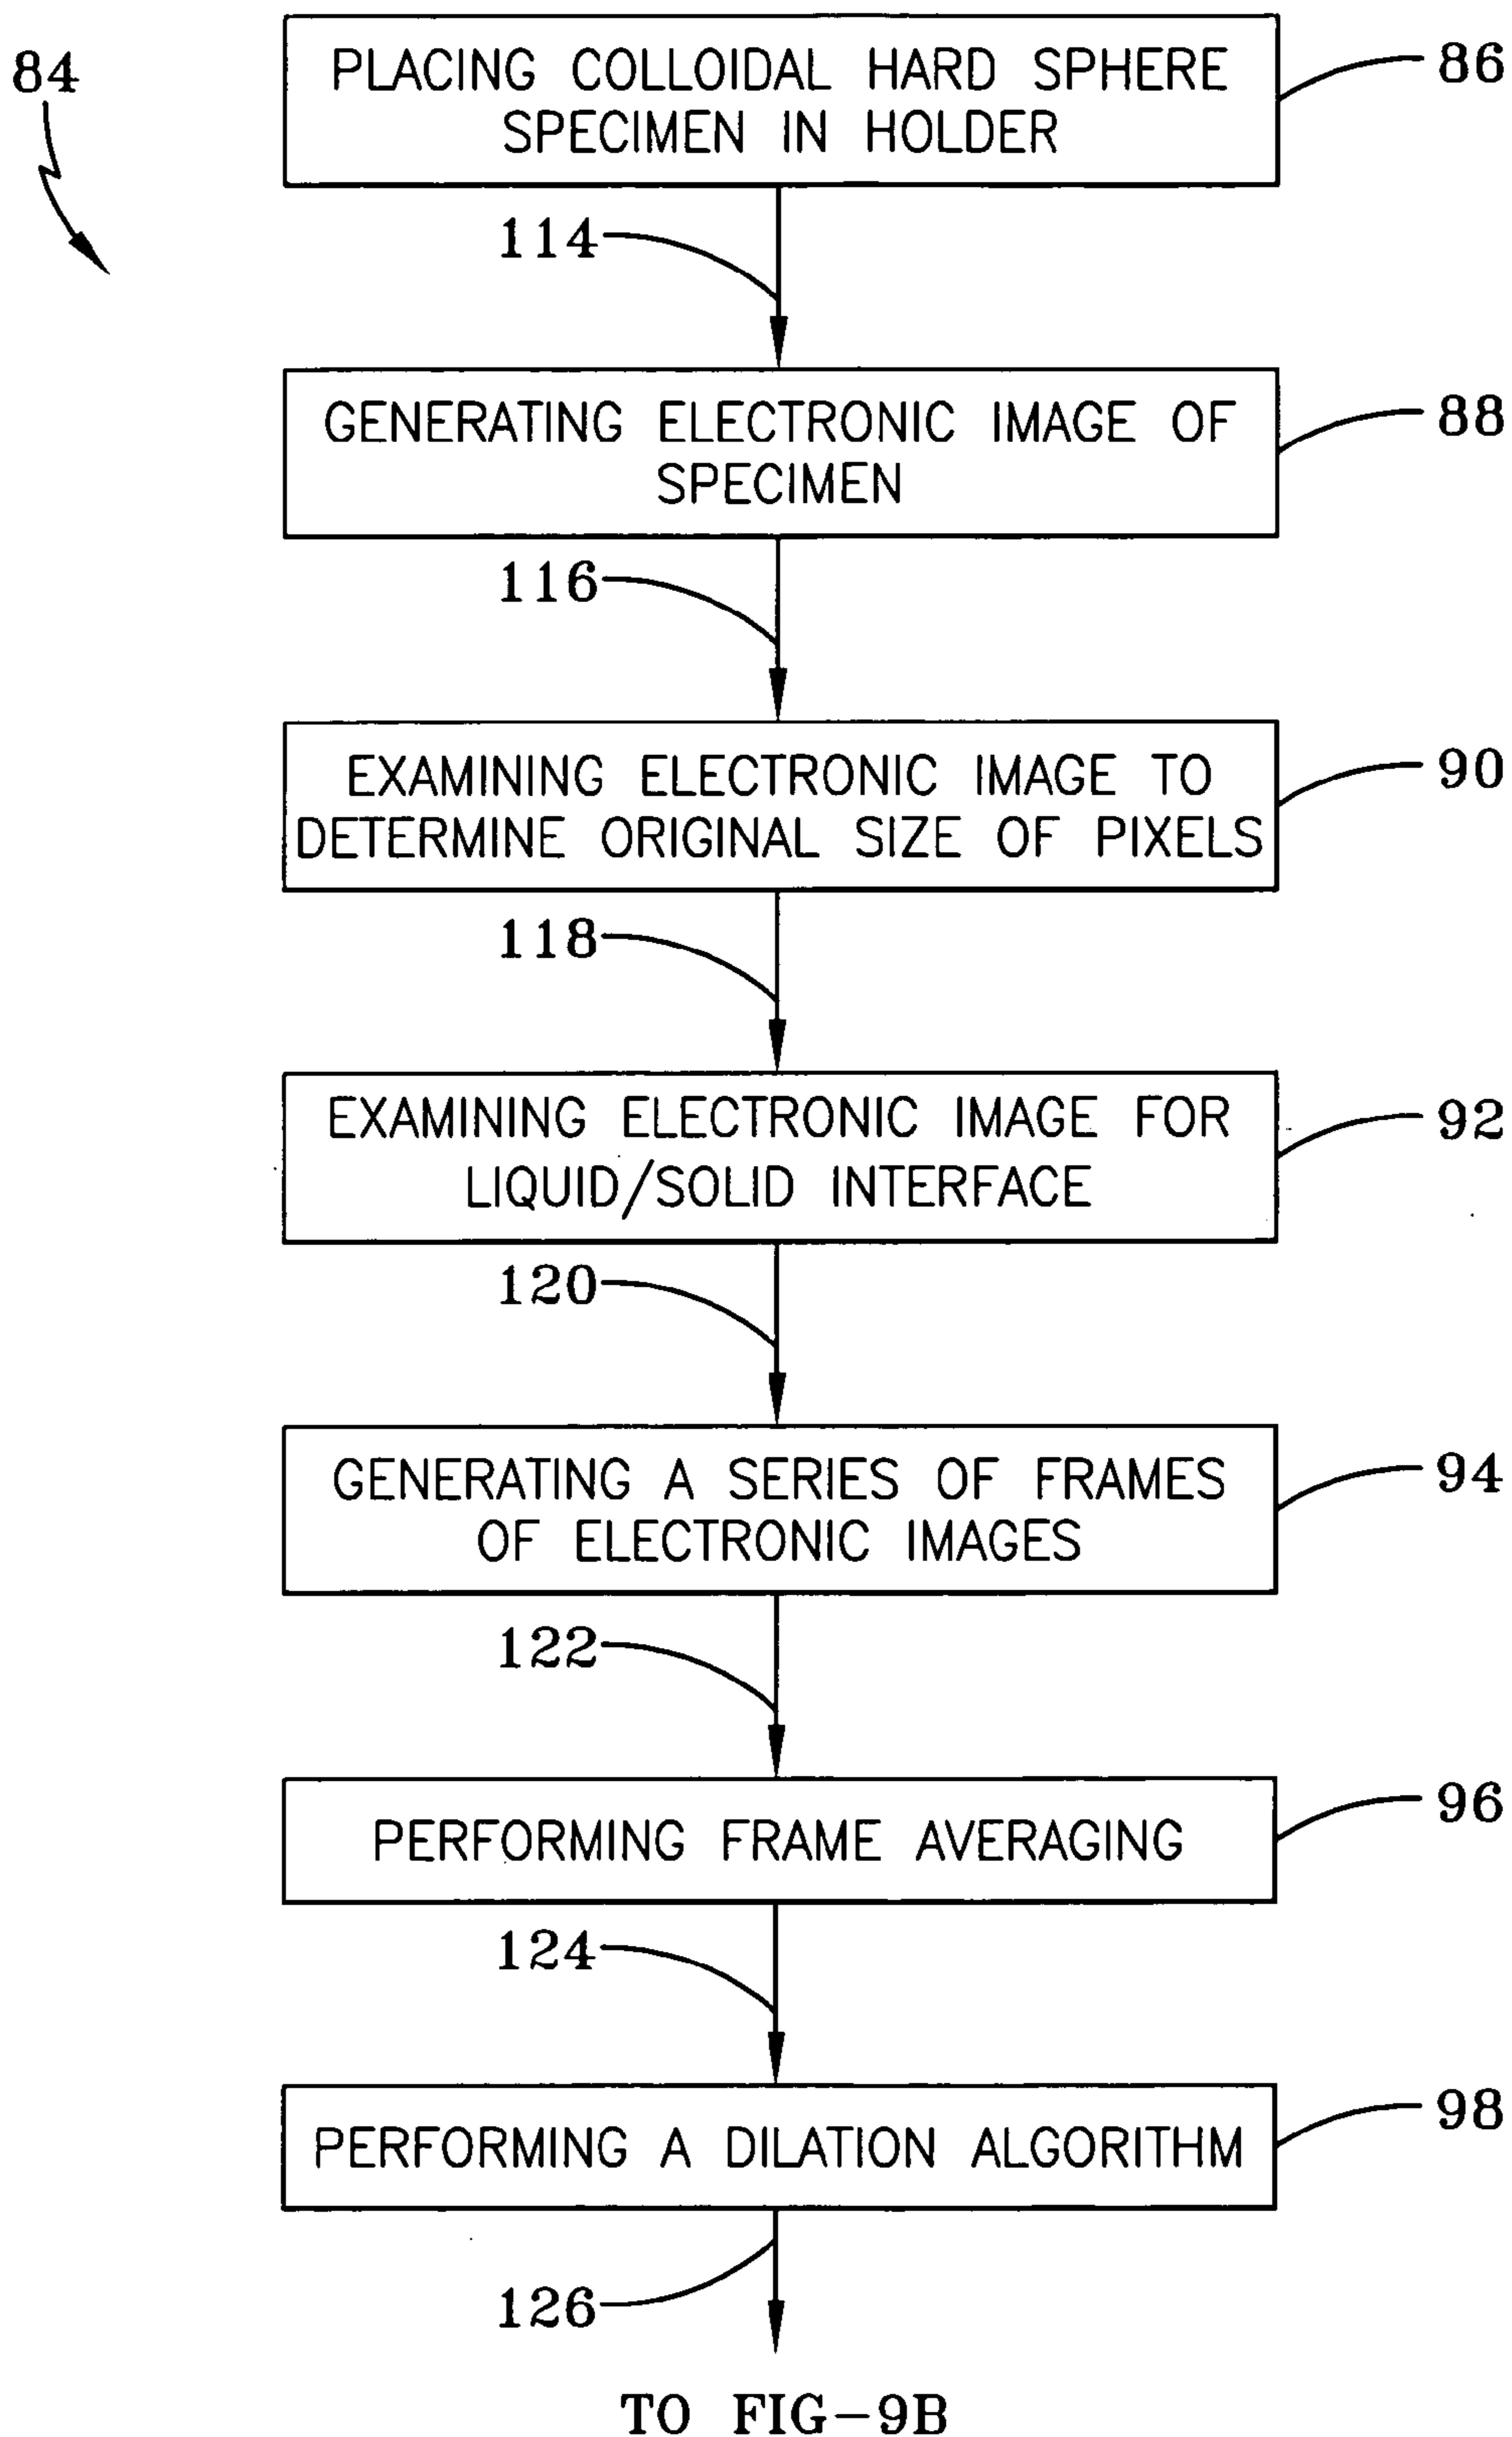 84
PLACING COLLOIDAL HARD SPHERE
SPECIMEN IN HOLDER
86
114
GENERATING ELECTRONIC IMAGE OF
SPECIMEN
88
116
EXAMINING ELECTRONIC IMAGE TO
DETERMINE ORIGINAL SIZE OF PIXELS
90
118
EXAMINING ELECTRONIC IMAGE FOR
LIQUID/SOLID INTERFACE
92
120
GENERATING A SERIES OF FRAMES
OF ELECTRONIC IMAGES
94
122
PERFORMING FRAME AVERAGING
96
124
PERFORMING A DILATION ALGORITHM
98
126
TO FIG-9B